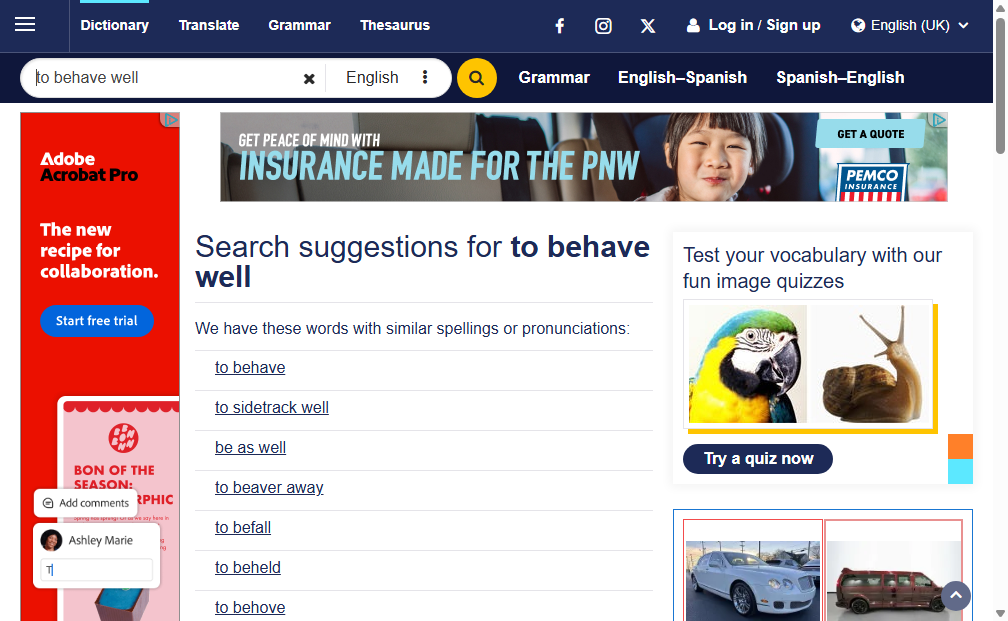 Dictionary
Translate
Grammar
Thesaurus
Log in / Sign up
English (UK)
to behave well
English
Grammar
English–Spanish
Spanish–English
Adobe
Acrobat Pro
The new
recipe for
collaboration.
Start free trial
BON OF THE
SEASON:
RPHIC
Add comments
Ashley Marie
T
GET PEACE OF MIND WITH
INSURANCE MADE FOR THE PNW
GET A QUOTE
PEMCO
INSURANCE
Search suggestions for to behave
well
We have these words with similar spellings or pronunciations:
to behave
to sidetrack well
be as well
to beaver away
to befall
to beheld
to behove
Test your vocabulary with our
fun image quizzes
Try a quiz now